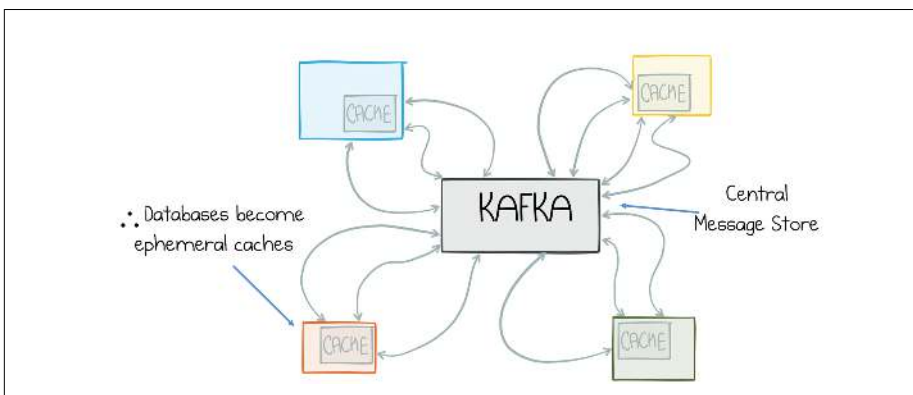 CACHE
CACHE
KAFKA
Central
Message Store
∴ Databases become
ephemeral caches
CACHE
CACHE